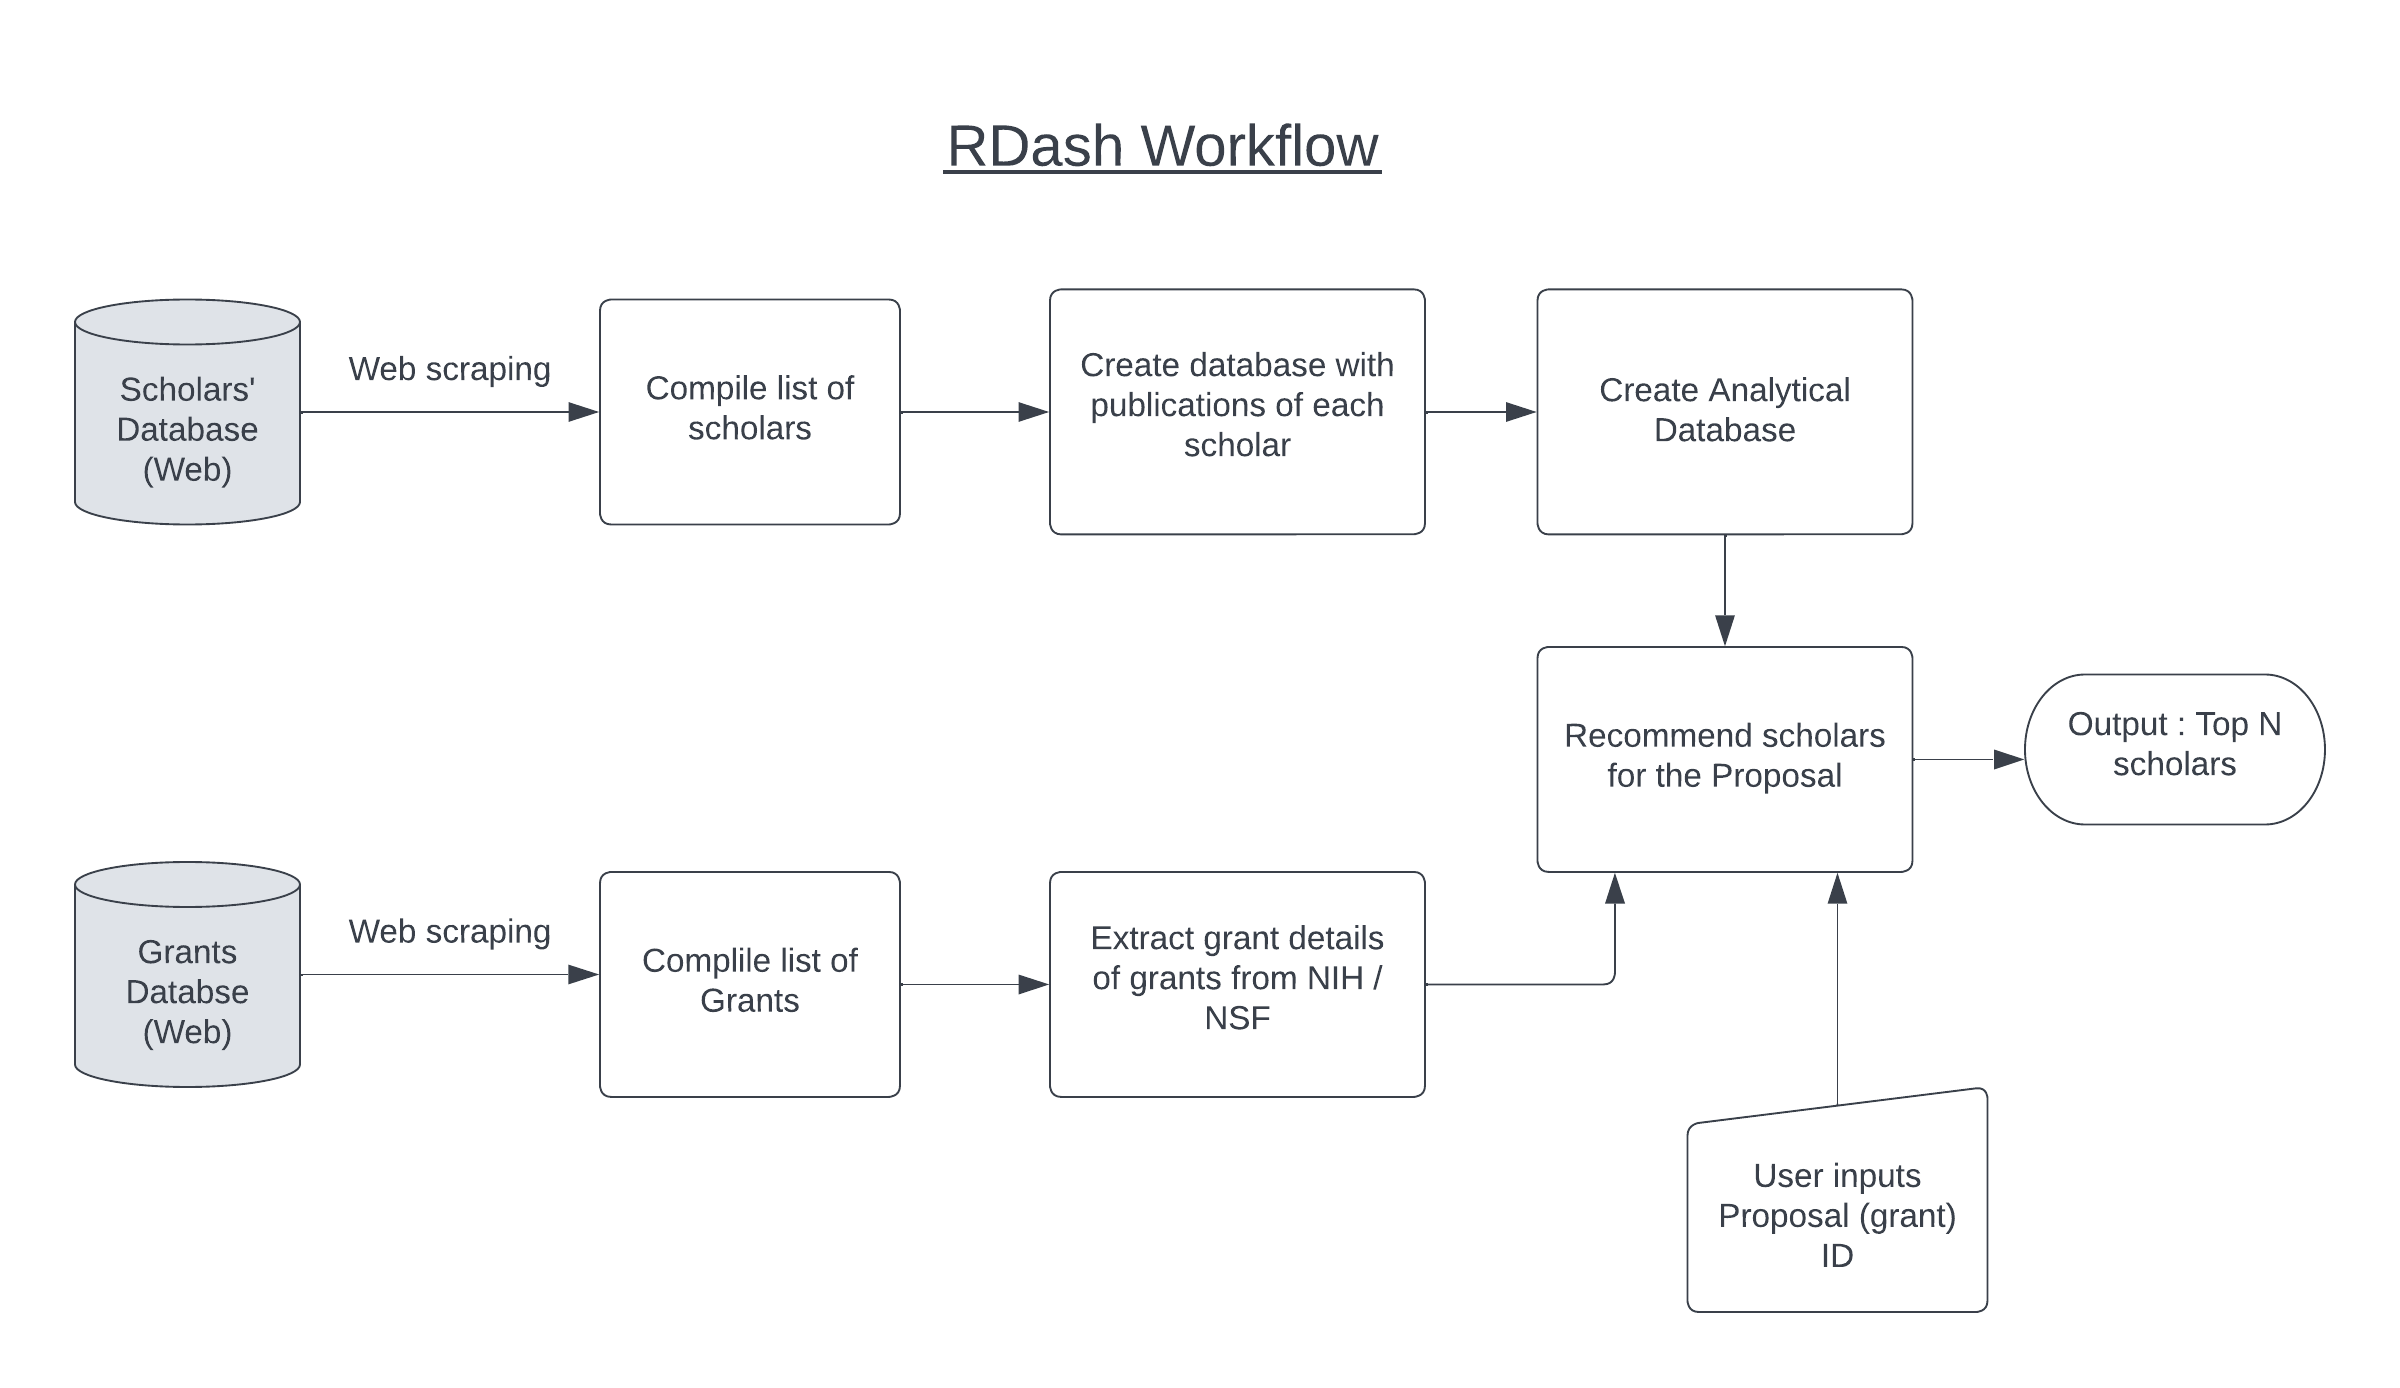 RDash Workflow
Scholars'
Database
(Web)
Web scraping
Compile list of
scholars
Create database with
publications of each
scholar
Create Analytical
Database
Recommend scholars
for the Proposal
Output : Top N
scholars
Grants
Databse
(Web)
Web scraping
Complile list of
Grants
Extract grant details
of grants from NIH /
NSF
User inputs
Proposal (grant)
ID